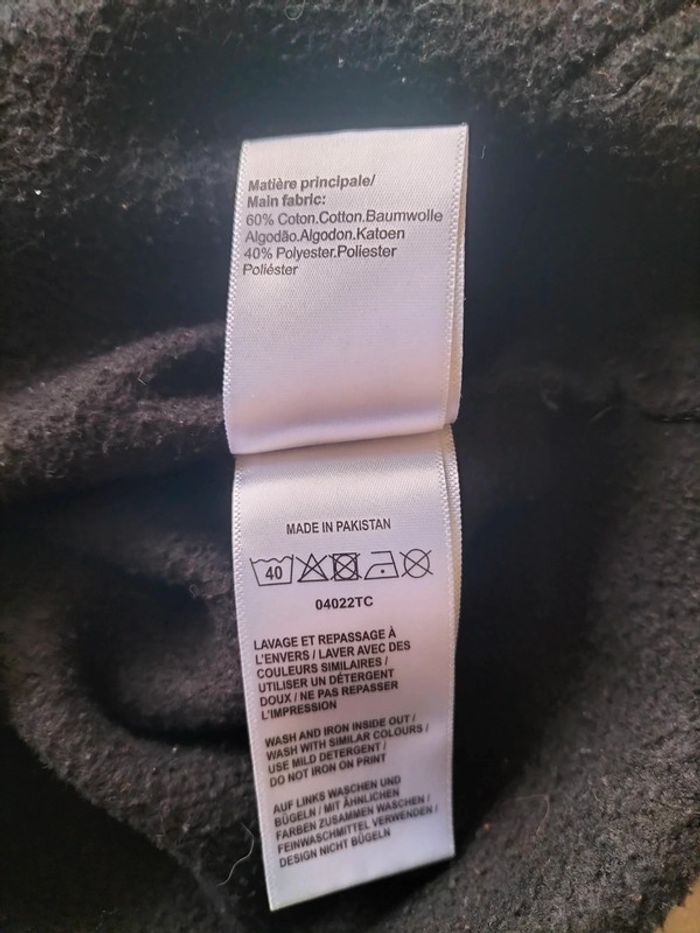 Matière principale/
Main fabric:
60% Coton.Cotton.Baumwolle
Algodão.Algodon.Katoen
40% Polyester.Poliester
Poliéster
MADE IN PAKISTAN
40
04022TC
LAVAGE ET REPASSAGE À
L'ENVERS / LAVER AVEC DES
COULEURS SIMILAIRES /
UTILISER UN DÉTERGENT
DOUX / NE PAS REPASSER
L'IMPRESSION
WASH AND IRON INSIDE OUT /
WASH WITH SIMILAR COLOURS /
USE MILD DETERGENT /
DO NOT IRON ON PRINT
AUF LINKS WASCHEN UND
BÜGELN / MIT ÄHNLICHEN
FARBEN ZUSAMMEN WASCHEN /
FEINWASCHMITTEL VERWENDEN /
DESIGN NICHT BÜGELN